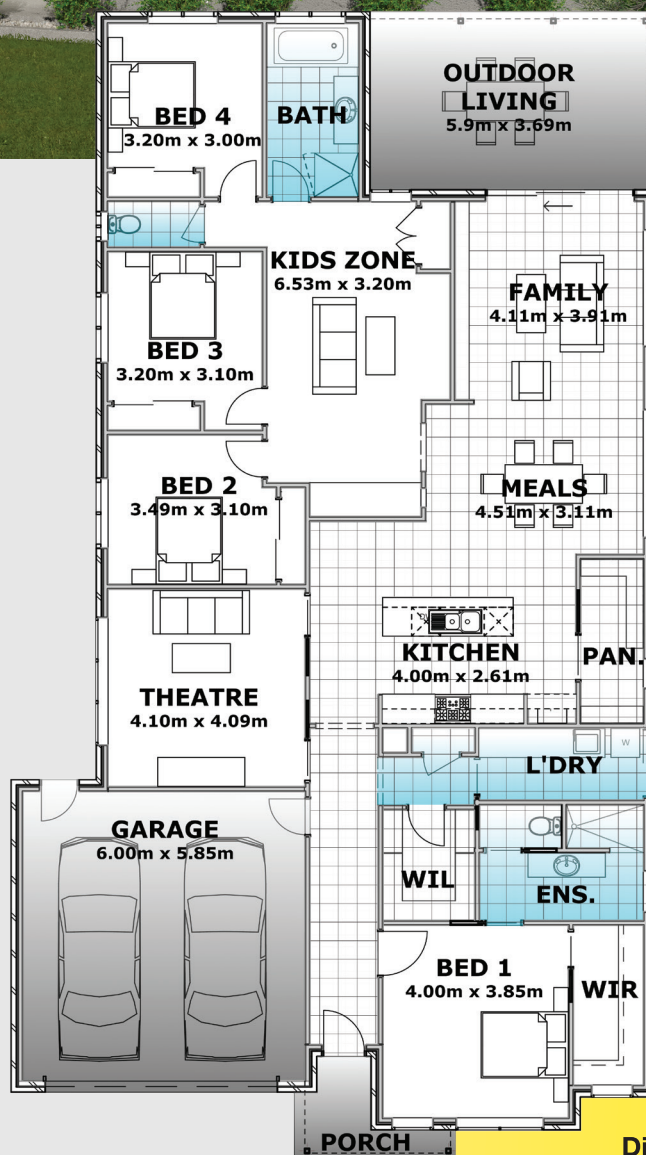 BED 4
3.20m x 3.00m
BATH
OUTDOOR
LIVING
5.9m x 3.69m
KIDS ZONE
6.53m x 3.20m
FAMILY
4.11m x 3.91m
BED 3
3.20m x 3.10m
BED 2
3.49m x 3.10m
MEALS
4.51m x 3.11m
KITCHEN
4.00m x 2.61m
PAN.
THEATRE
4.10m x 4.09m
W
L'DRY
GARAGE
6.00m x 5.85m
WIL
ENS.
BED 1
4.00m x 3.85m
WIR
PORCH
Di